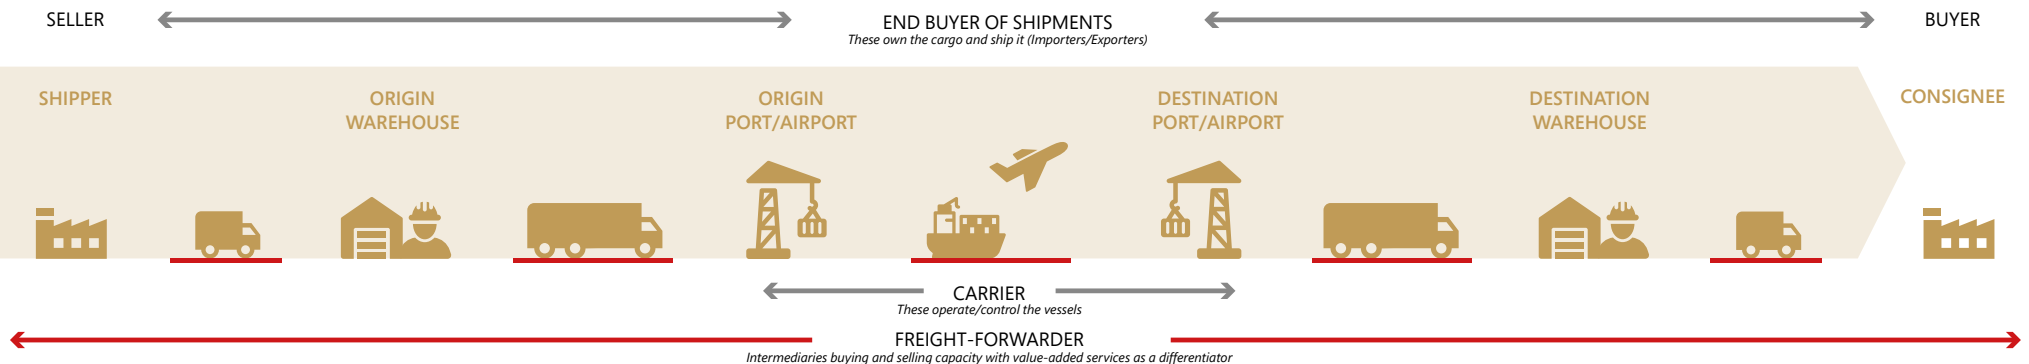 SELLER
END BUYER OF SHIPMENTS
These own the cargo and ship it (Importers/Exporters)
BUYER
SHIPPER
ORIGIN
WAREHOUSE
ORIGIN
PORT/AIRPORT
DESTINATION
PORT/AIRPORT
DESTINATION
WAREHOUSE
CONSIGNEE
CARRIER
These operate/control the vessels
FREIGHT-FORWARDER
Intermediaries buying and selling capacity with value-added services as a differentiator